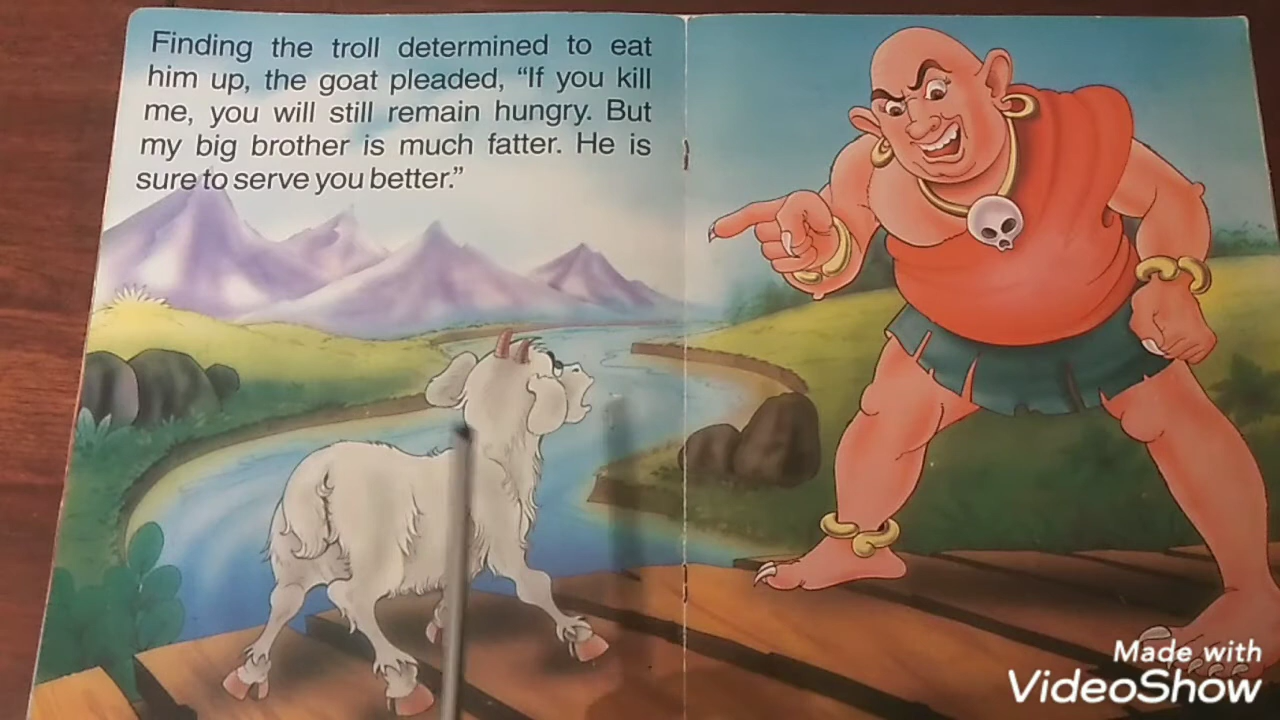 Finding the troll determined to eat
him up, the goat pleaded, “If you kill
me, you will still remain hungry. But
my big brother is much fatter. He is
sure to serve you better.”
Made with
VideoShow